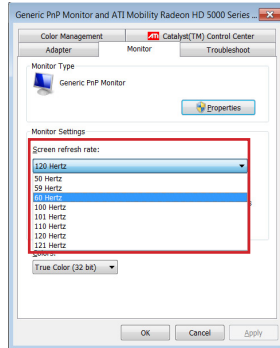 Generic PnP Monitor and ATI Mobility Radeon HD 5000 Series ...
Color Management
ATI Catalyst(TM) Control Center
Adapter
Monitor
Troubleshoot
Monitor Type
Generic PnP Monitor
Properties
Monitor Settings
Screen refresh rate:
120 Hertz
50 Hertz
59 Hertz
60 Hertz
100 Hertz
101 Hertz
110 Hertz
120 Hertz
121 Hertz
Colors:
True Color (32 bit)
OK
Cancel
Apply